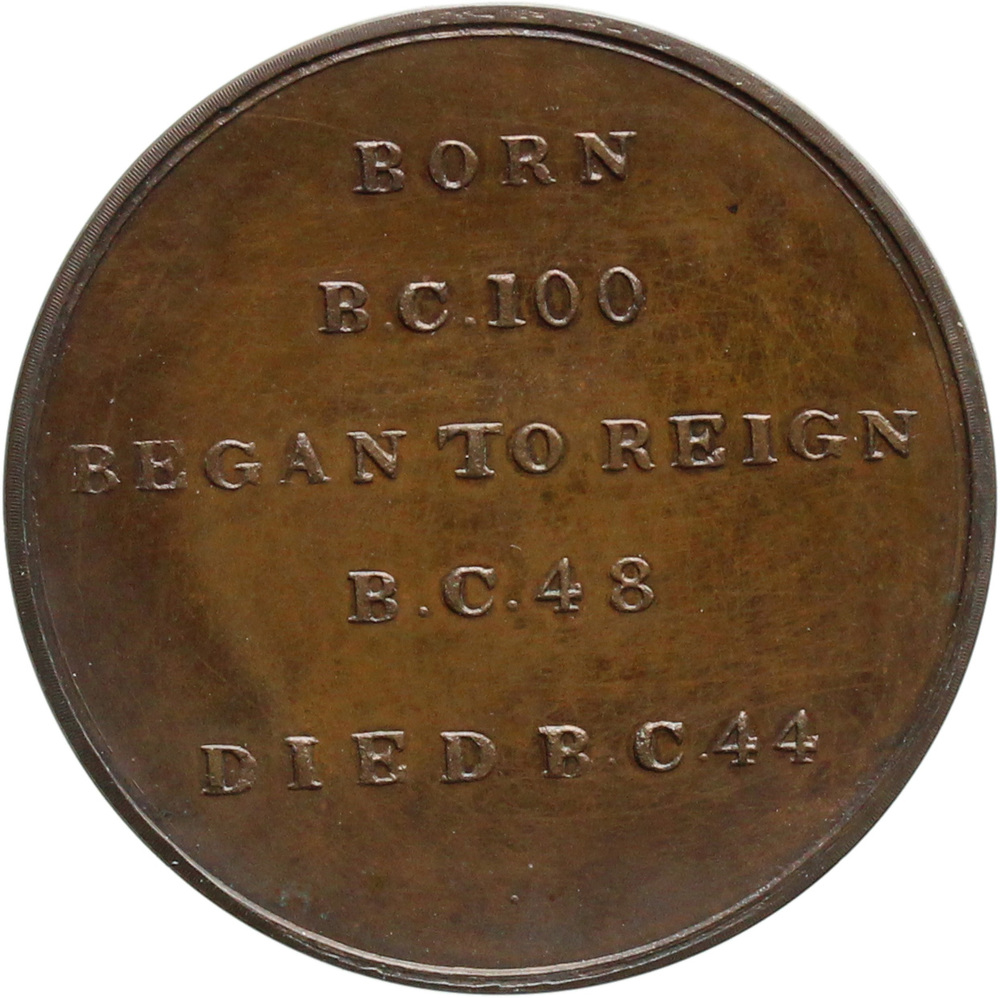 BORN
B.C.100
BEGAN TO REIGN
B.C.48
DIED B.C.44